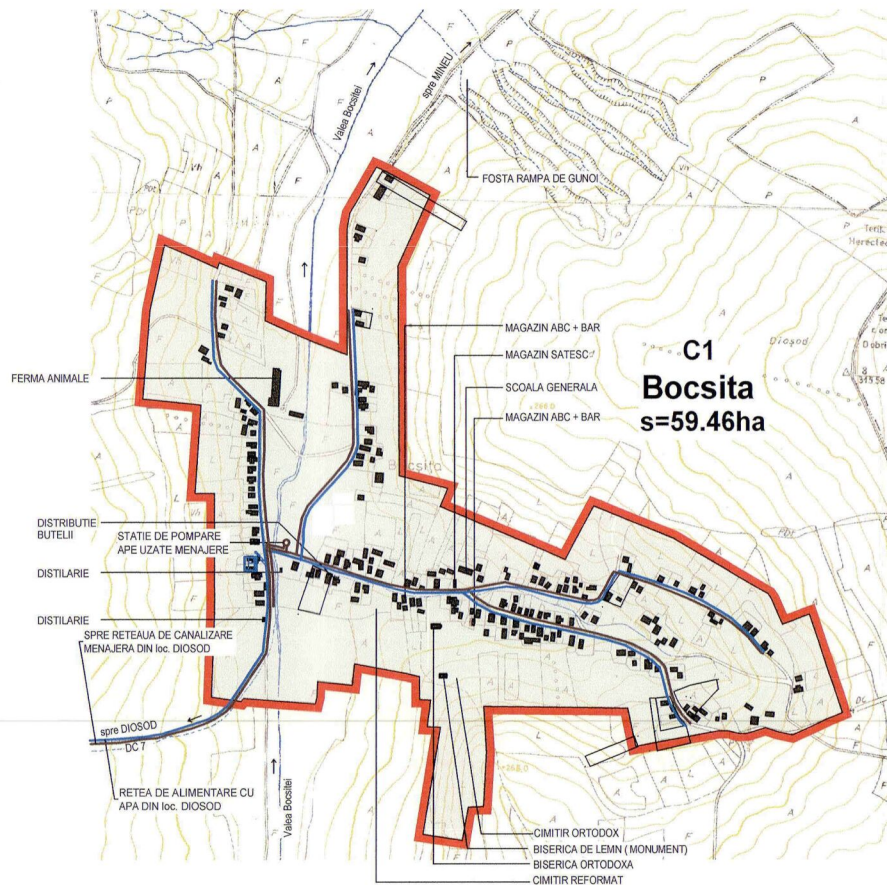 Valea Bocsitei
spre MINEU
FOSTA RAMPA DE GUNOI
MAGAZIN ABC + BAR
MAGAZIN SATESC
SCOALA GENERALA
MAGAZIN ABC + BAR
C1
Bocsita
s=59.46ha
Diosod
FERMA ANIMALE
Bocsita
DISTRIBUTIE
BUTELII
STATIE DE POMPARE
APE UZATE MENAJERE
DISTILARIE
DISTILARIE
SPRE RETEAUA DE CANALIZARE
MENAJERA DIN loc. DIOSOD
spre DIOSOD
DC 7
RETEA DE ALIMENTARE CU
APA DIN loc. DIOSOD
Valea Bocsitei
CIMITIR ORTODOX
BISERICA DE LEMN ( MONUMENT)
BISERICA ORTODOXA
CIMITIR REFORMAT